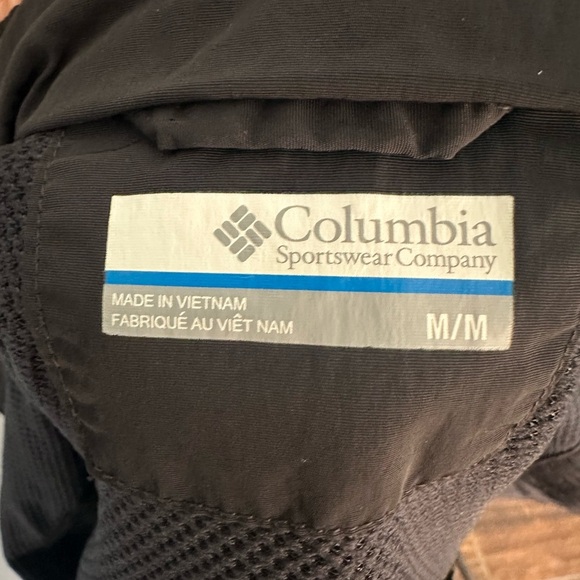 Columbia
Sportswear Company
MADE IN VIETNAM
FABRIQUÉ AU VIÊT NAM
M/M